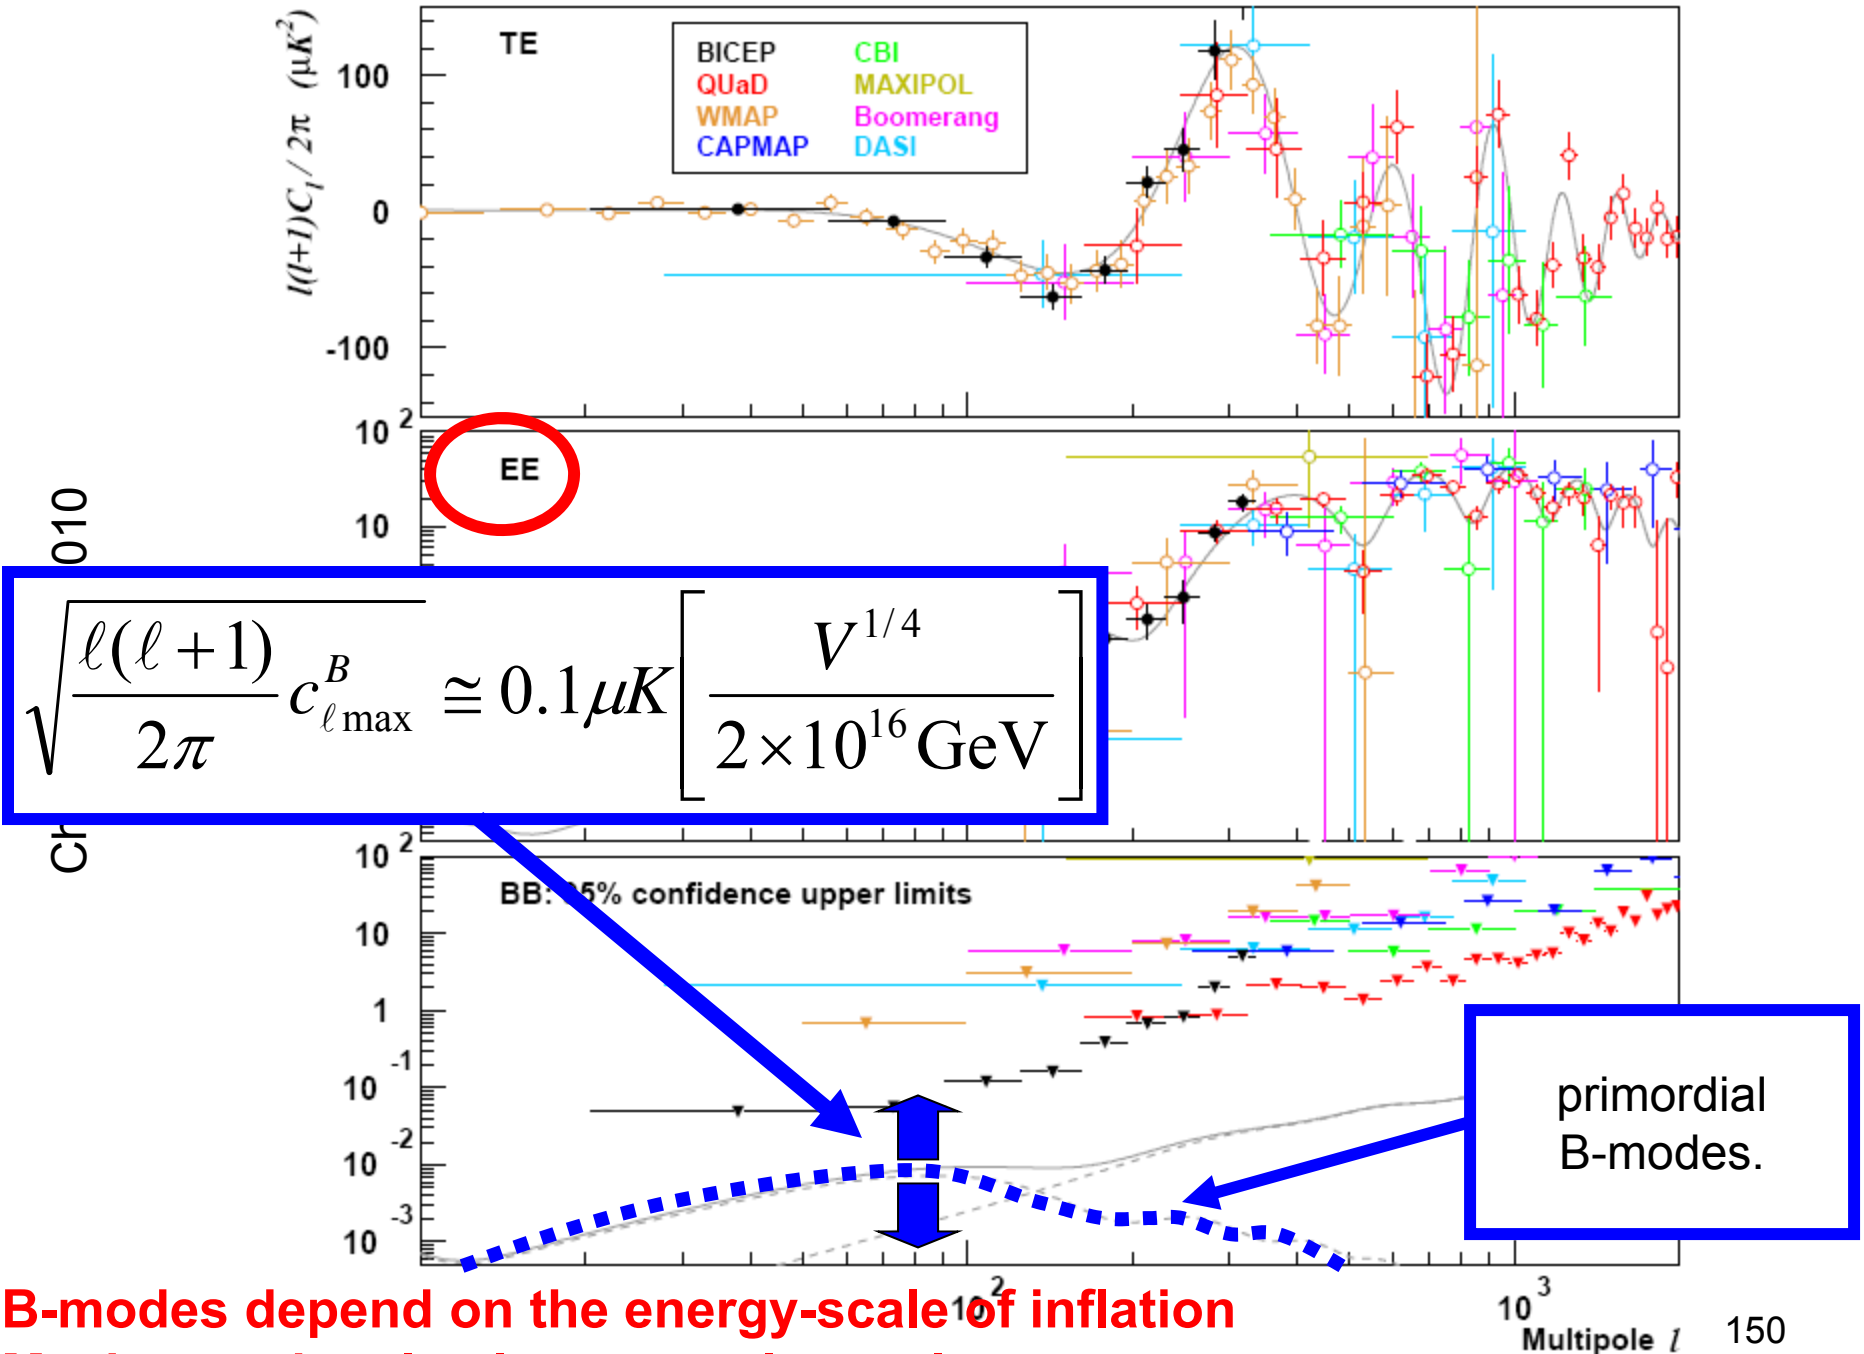 TE
BICEP
QUaD
WMAP
CAPMAP
CBI
MAXIPOL
Boomerang
DASI
l(l+1)C_l / 2π (μK²)
100
0
-100
10²
EE
10
010
Ch
√(ℓ(ℓ+1)/2π c^B_ℓmax) ≅ 0.1μK [V^1/4 / 2×10^16 GeV]
10²
BB: 95% confidence upper limits
10
1
10^-1
10^-2
10^-3
primordial
B-modes.
10²
10³
B-modes depend on the energy-scale of inflation
Multipole l
150